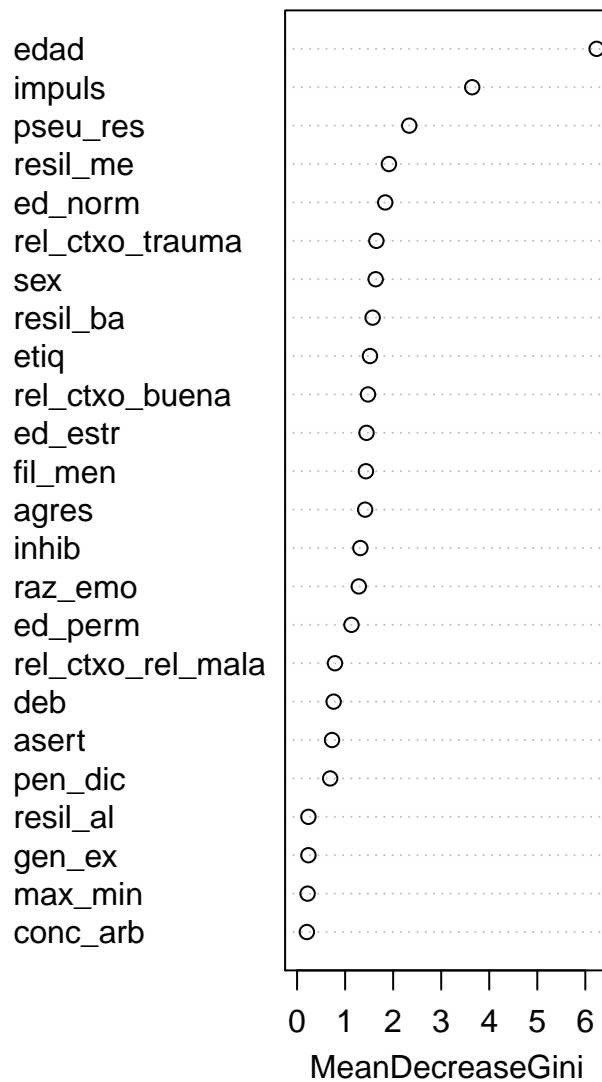 edad
impuls
pseu_res
resil_me
ed_norm
rel_ctxo_trauma
sex
resil_ba
etiq
rel_ctxo_buena
ed_estr
fil_men
agres
inhib
raz_emo
ed_perm
rel_ctxo_rel_mala
deb
asert
pen_dic
resil_al
gen_ex
max_min
conc_arb
0 1 2 3 4 5 6
MeanDecreaseGini